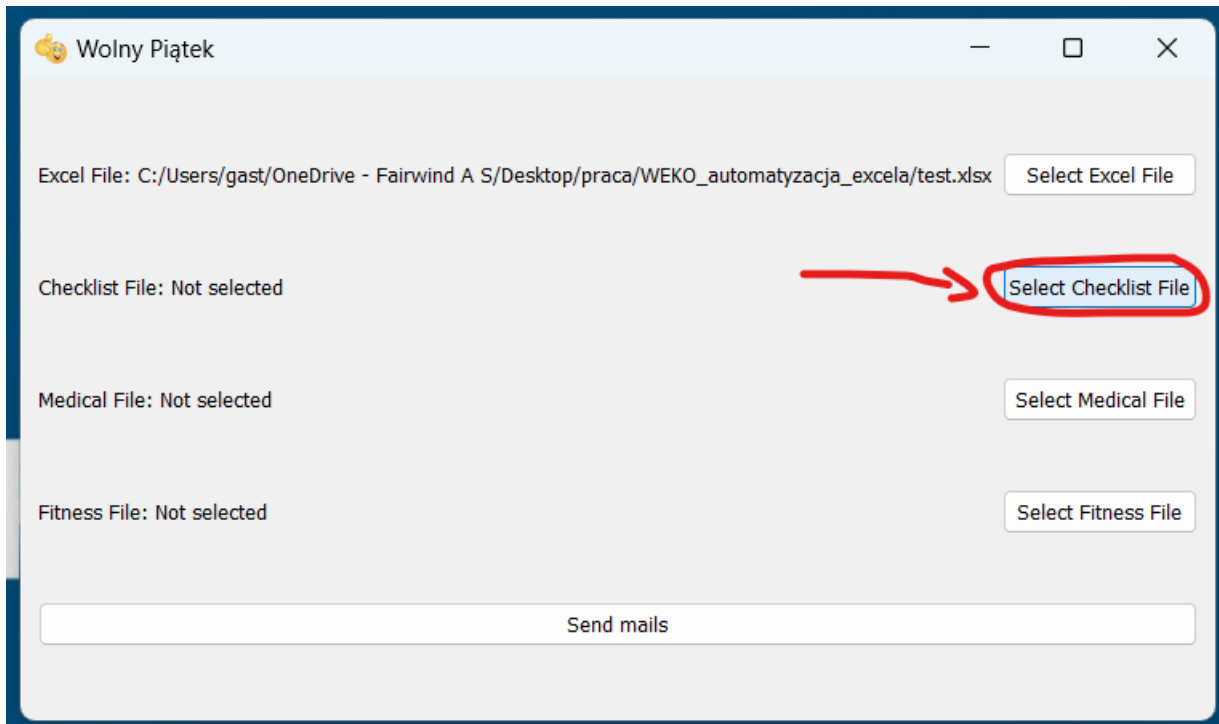 Wolny Piątek
Excel File: C:/Users/gast/OneDrive - Fairwind A S/Desktop/praca/WEKO_automatyzacja_excela/test.xlsx Select Excel File
Checklist File: Not selected Select Checklist File
Medical File: Not selected Select Medical File
Fitness File: Not selected Select Fitness File
Send mails